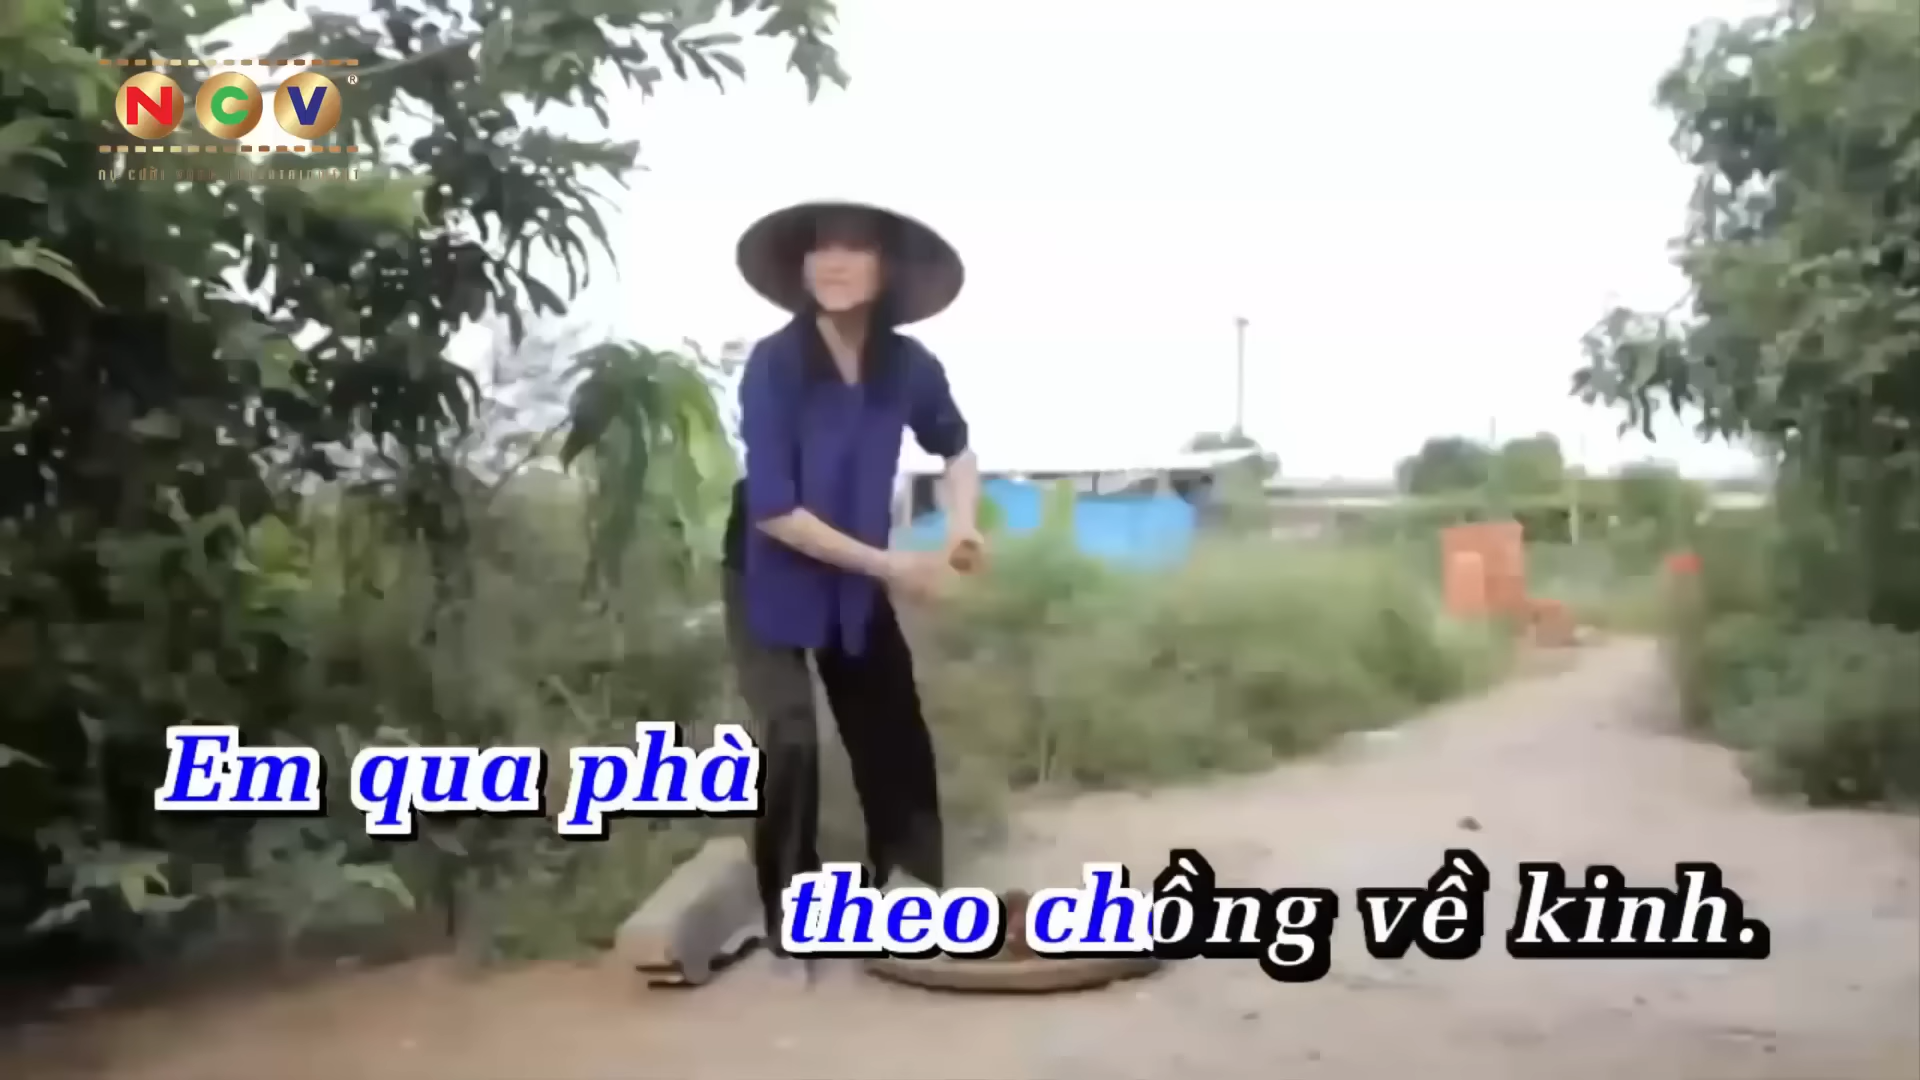 NCV
®
Em qua phà
theo chồng về kinh.